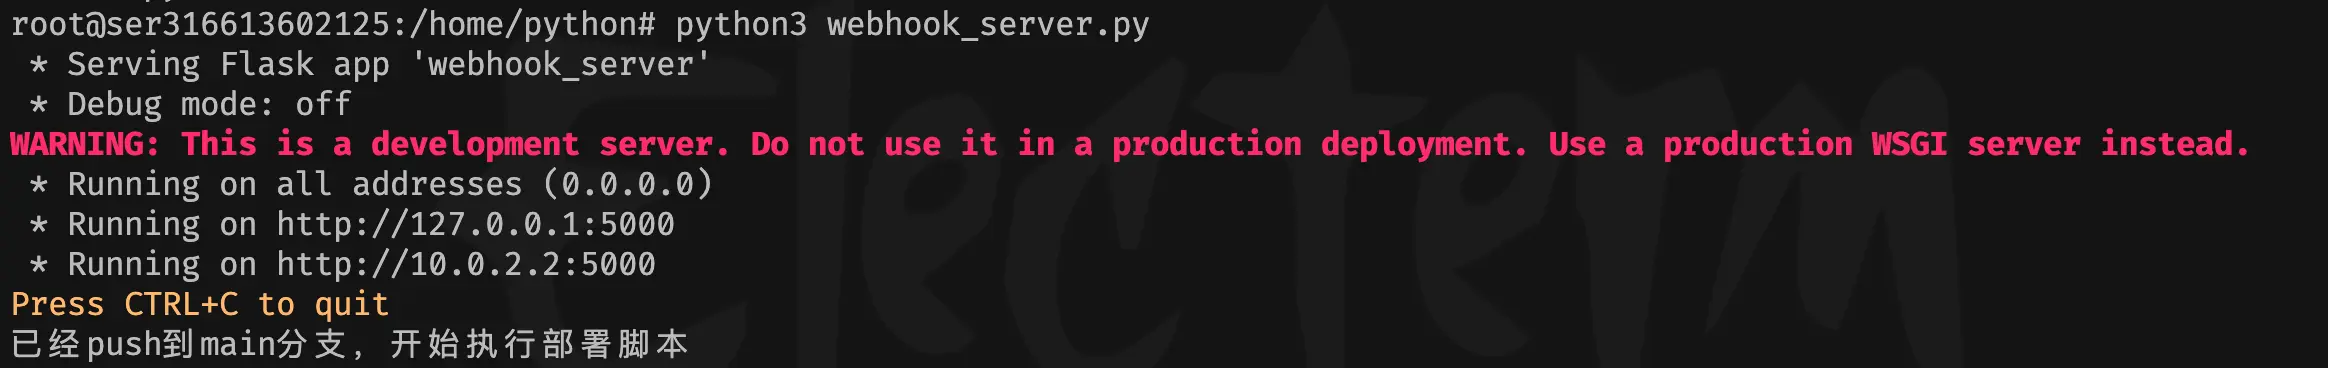 root@ser316613602125:/home/python# python3 webhook_server.py
 * Serving Flask app 'webhook_server'
 * Debug mode: off
WARNING: This is a development server. Do not use it in a production deployment. Use a production WSGI server instead.
 * Running on all addresses (0.0.0.0)
 * Running on http://127.0.0.1:5000
 * Running on http://10.0.2.2:5000
Press CTRL+C to quit
已经push到main分支，开始执行部署脚本
electerm